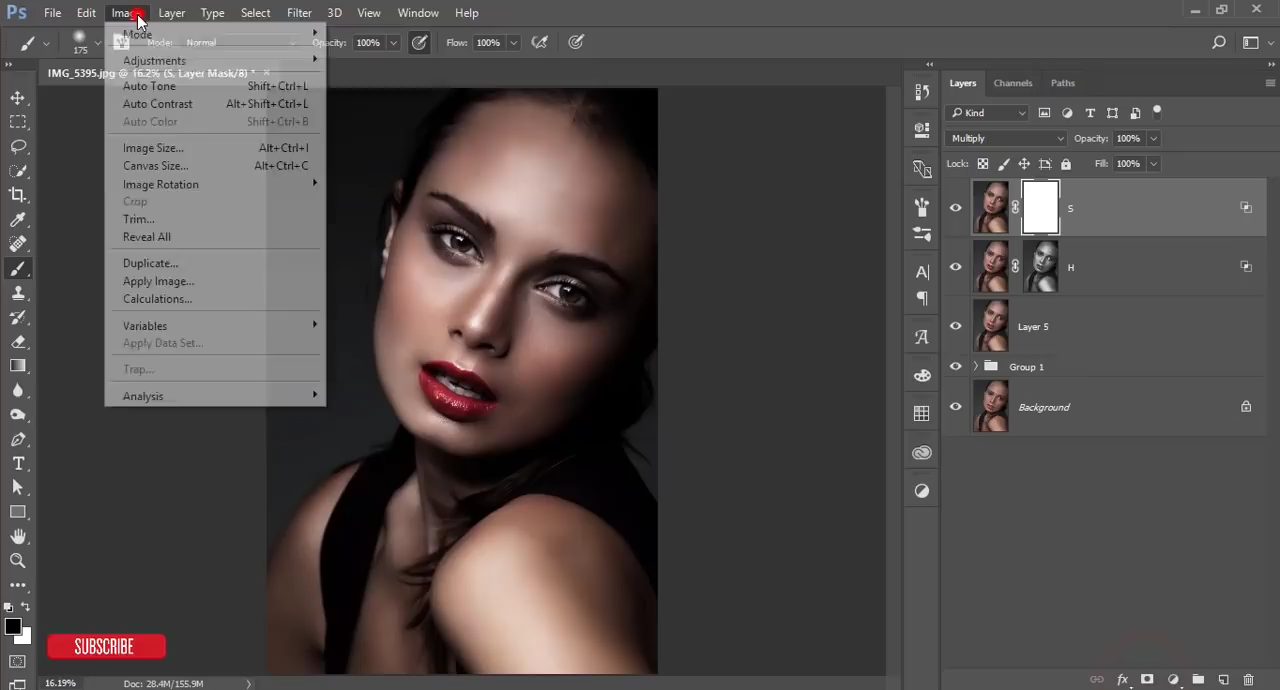 Ps File Edit Image Layer Type Select Filter 3D View Window Help
175 Mode: Normal Opacity: 100% Flow: 100%
IMG_5395.jpg @ 16.2% (S, Layer Mask/8) * ×
Mode
Adjustments
Auto Tone Shift+Ctrl+L
Auto Contrast Alt+Shift+Ctrl+L
Auto Color Shift+Ctrl+B
Image Size... Alt+Ctrl+I
Canvas Size... Alt+Ctrl+C
Image Rotation
Crop
Trim...
Reveal All
Duplicate...
Apply Image...
Calculations...
Variables
Apply Data Set...
Trap...
Analysis
Layers Channels Paths
Kind
Multiply Opacity: 100%
Lock: Fill: 100%
S
H
Layer 5
Group 1
Background
SUBSCRIBE
16.19% Doc: 28.4M/155.9M